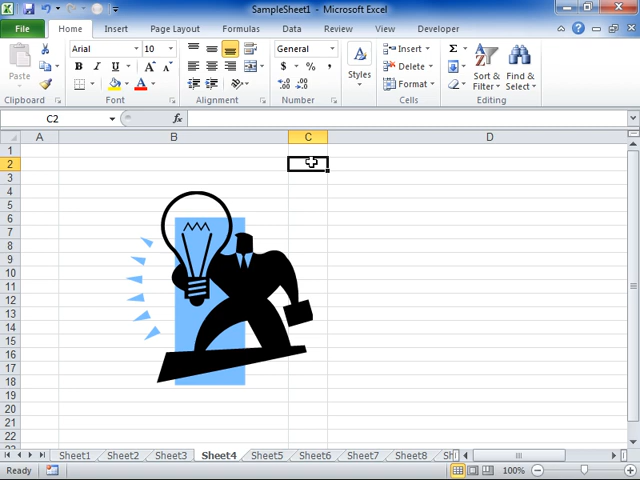 SampleSheet1 - Microsoft Excel
File Home Insert Page Layout Formulas Data Review View Developer
Paste
Clipboard
Arial 10
B I U
A A
Font
Alignment
General
$ % ,
Number
Styles
Insert
Delete
Format
Cells
Σ
Sort & Filter
Find & Select
Editing
C2 fx
A B C D
1
2
3
4
5
6
7
8
9
10
11
12
13
14
15
16
17
18
19
20
21
22
Sheet1 Sheet2 Sheet3 Sheet4 Sheet5 Sheet6 Sheet7 Sheet8
Ready 100%